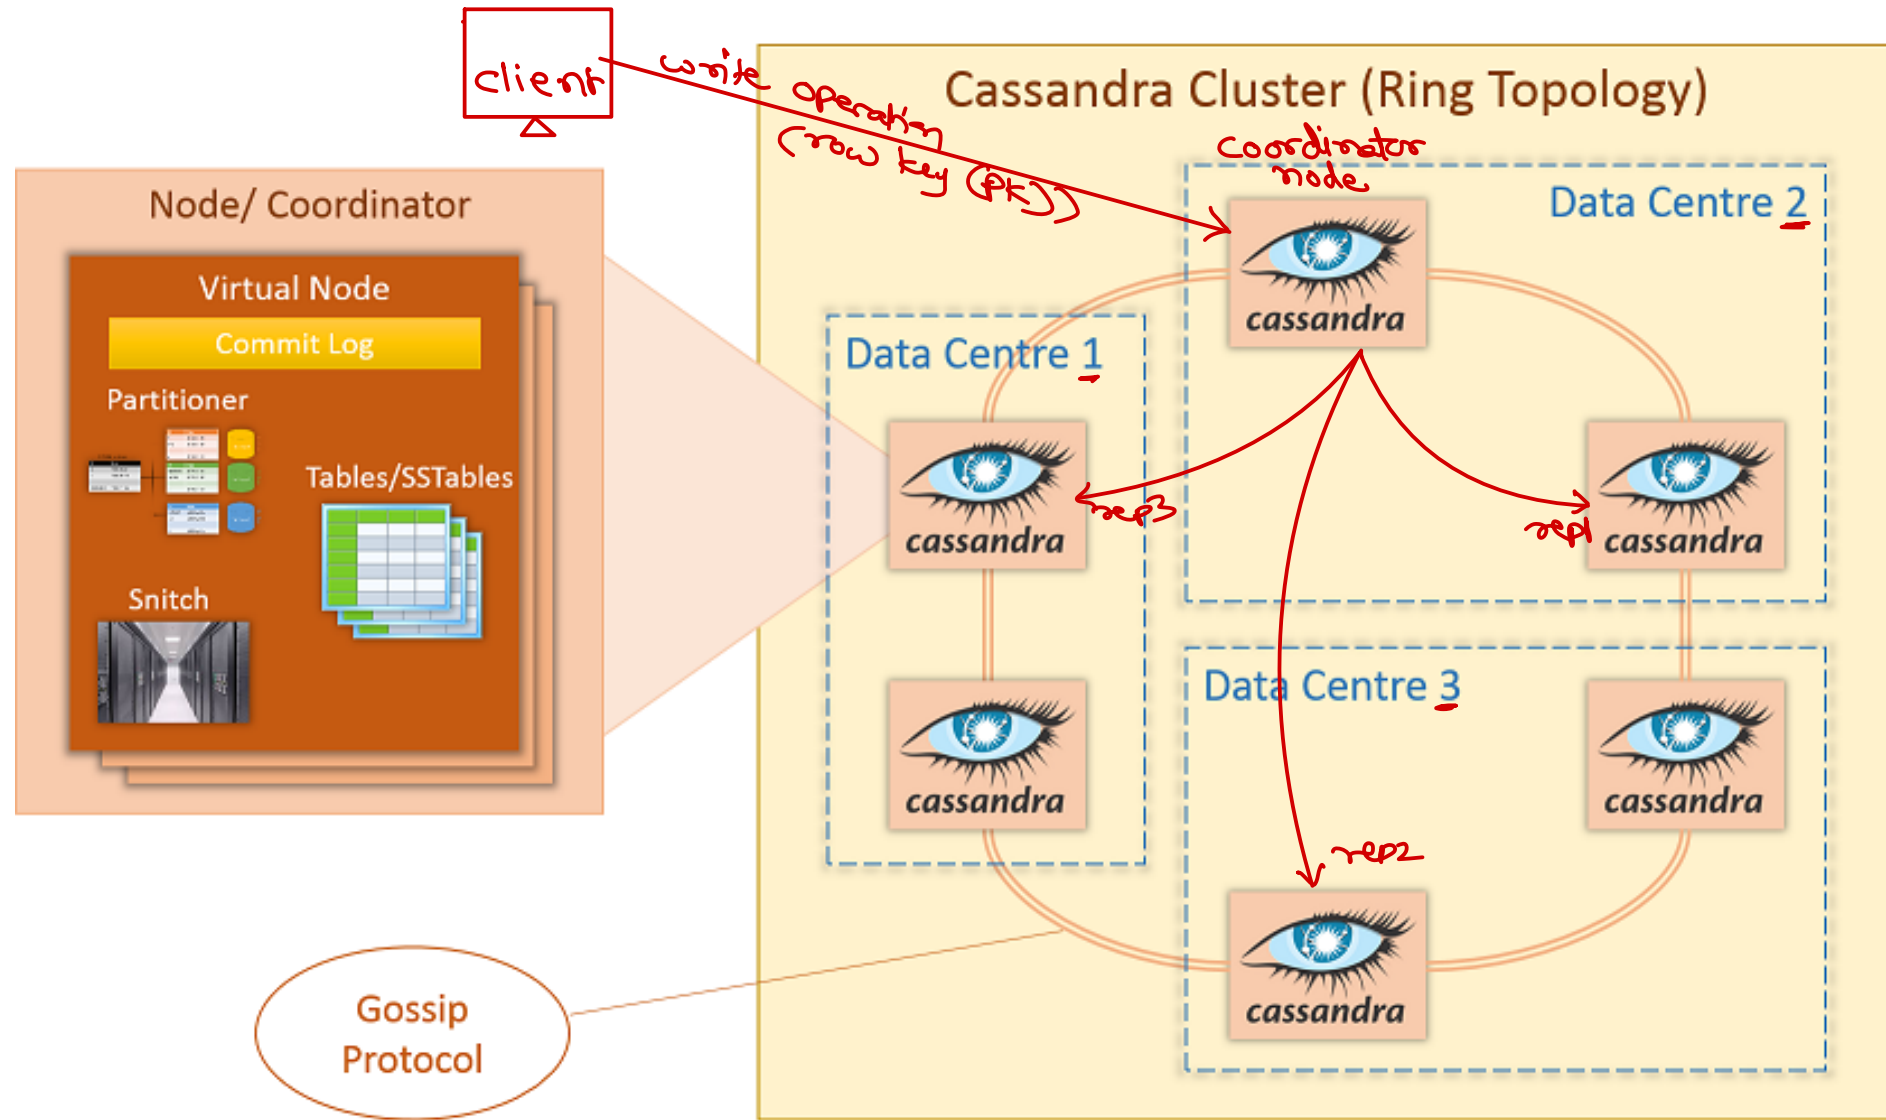 client
write operation
(row key (pk))
Cassandra Cluster (Ring Topology)
coordinator
node
Node/ Coordinator
Virtual Node
Commit Log
Partitioner
Tables/SSTables
Snitch
Data Centre 2
cassandra
Data Centre 1
cassandra
rep3
rep1
cassandra
Data Centre 3
cassandra
cassandra
rep2
cassandra
Gossip
Protocol